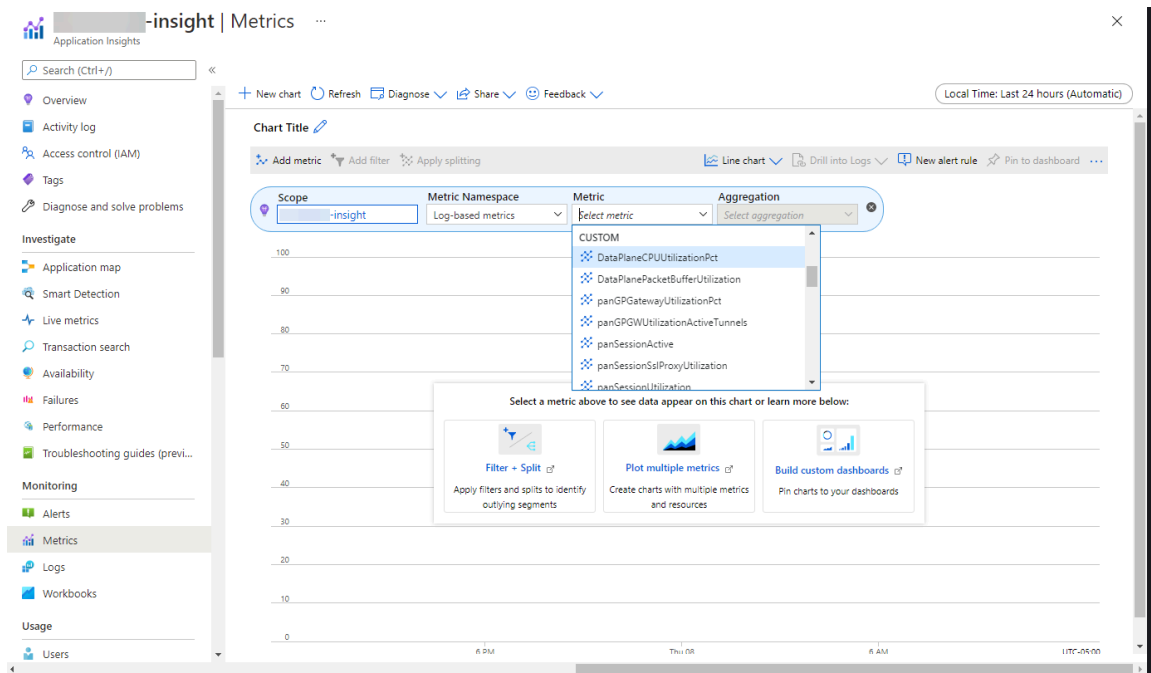 -insight | Metrics ...
Application Insights
Search (Ctrl+/)
«
Overview
Activity log
Access control (IAM)
Tags
Diagnose and solve problems
Investigate
Application map
Smart Detection
Live metrics
Transaction search
Availability
Failures
Performance
Troubleshooting guides (previ...
Monitoring
Alerts
Metrics
Logs
Workbooks
Usage
Users
New chart Refresh Diagnose Share Feedback
Local Time: Last 24 hours (Automatic)
Chart Title
Add metric Add filter Apply splitting
Line chart Drill into Logs New alert rule Pin to dashboard ...
Scope Metric Namespace Metric Aggregation
-insight Log-based metrics Select metric Select aggregation
CUSTOM
DataPlaneCPUUtilizationPct
DataPlanePacketBufferUtilization
panGPGatewayUtilizationPct
panGPGWUtilizationActiveTunnels
panSessionActive
panSessionSslProxyUtilization
panSessionUtilization
100
90
80
70
60
50
40
30
20
10
0
Select a metric above to see data appear on this chart or learn more below:
Filter + Split
Apply filters and splits to identify
outlying segments
Plot multiple metrics
Create charts with multiple metrics
and resources
Build custom dashboards
Pin charts to your dashboards
6 PM Thu 08 6 AM UTC-05:00